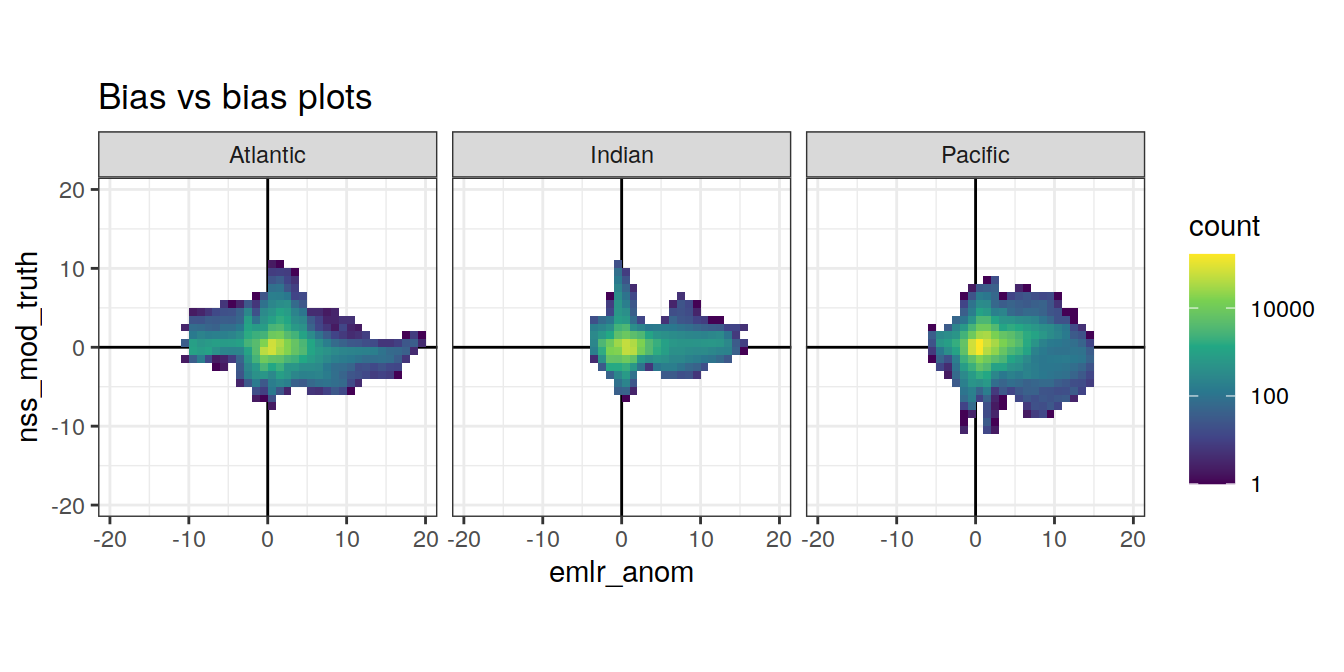 Bias vs bias plots
Atlantic
Indian
Pacific
nss_mod_truth
20
10
0
-10
-20
-20 -10 0 10 20
-20 -10 0 10 20
-20 -10 0 10 20
emlr_anom
count
10000
100
1